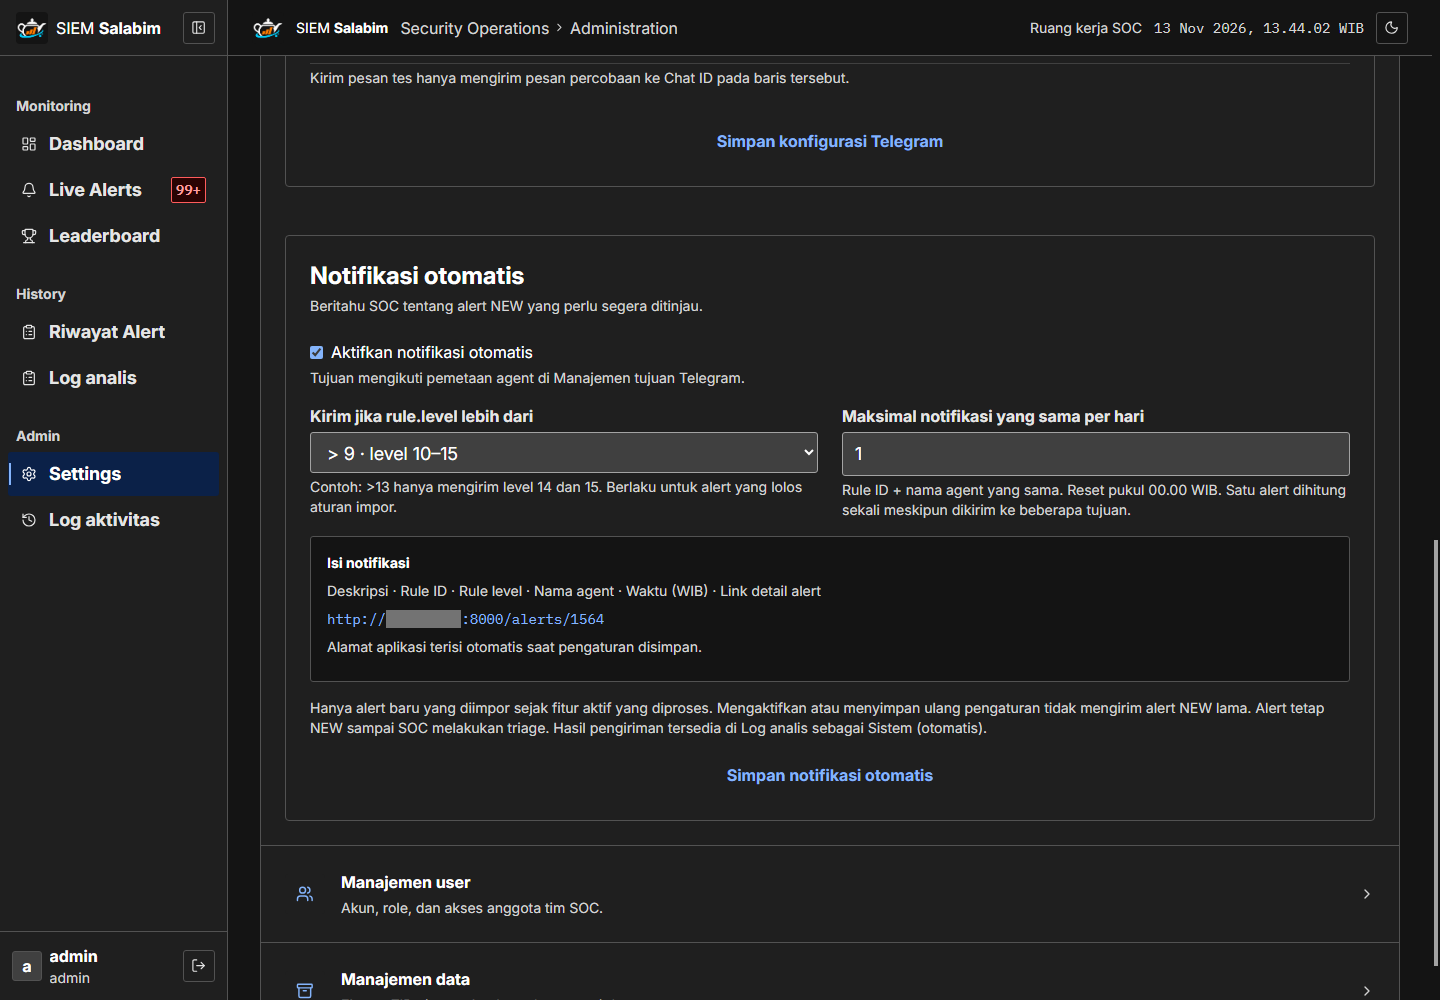 SIEM Salabim
SIEM Salabim Security Operations › Administration
Ruang kerja SOC 13 Nov 2026, 13.44.02 WIB
Monitoring
Dashboard
Live Alerts 99+
Leaderboard
History
Riwayat Alert
Log analis
Admin
Settings
Log aktivitas
a
admin
admin
Kirim pesan tes hanya mengirim pesan percobaan ke Chat ID pada baris tersebut.
Simpan konfigurasi Telegram
Notifikasi otomatis
Beritahu SOC tentang alert NEW yang perlu segera ditinjau.
Aktifkan notifikasi otomatis
Tujuan mengikuti pemetaan agent di Manajemen tujuan Telegram.
Kirim jika rule.level lebih dari
> 9 · level 10–15
Contoh: >13 hanya mengirim level 14 dan 15. Berlaku untuk alert yang lolos
aturan impor.
Maksimal notifikasi yang sama per hari
1
Rule ID + nama agent yang sama. Reset pukul 00.00 WIB. Satu alert dihitung
sekali meskipun dikirim ke beberapa tujuan.
Isi notifikasi
Deskripsi · Rule ID · Rule level · Nama agent · Waktu (WIB) · Link detail alert
http:// :8000/alerts/1564
Alamat aplikasi terisi otomatis saat pengaturan disimpan.
Hanya alert baru yang diimpor sejak fitur aktif yang diproses. Mengaktifkan atau menyimpan ulang pengaturan tidak mengirim alert NEW lama. Alert tetap
NEW sampai SOC melakukan triage. Hasil pengiriman tersedia di Log analis sebagai Sistem (otomatis).
Simpan notifikasi otomatis
Manajemen user
Akun, role, dan akses anggota tim SOC.
Manajemen data